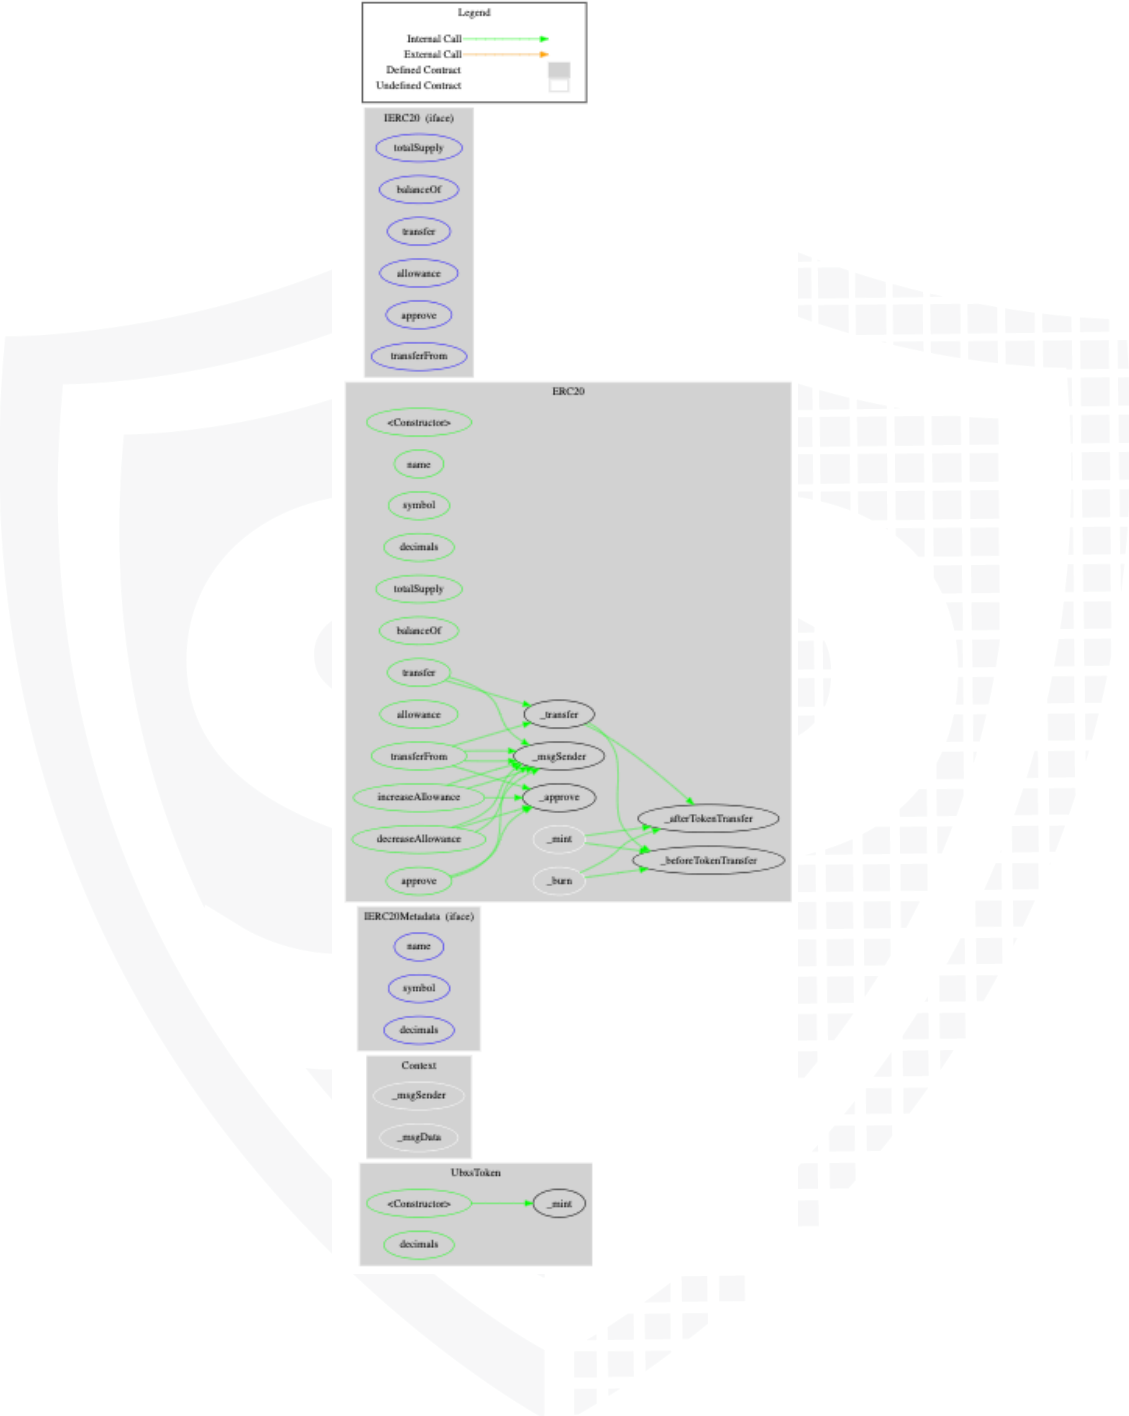 Legend
Internal Call
External Call
Defined Contract
Undefined Contract
IERC20 (iface)
totalSupply
balanceOf
transfer
allowance
approve
transferFrom
ERC20
<Constructor>
name
symbol
decimals
totalSupply
balanceOf
transfer
allowance
_transfer
transferFrom
_msgSender
increaseAllowance
_approve
_afterTokenTransfer
decreaseAllowance
_mint
_beforeTokenTransfer
approve
_burn
IERC20Metadata (iface)
name
symbol
decimals
Context
_msgSender
_msgData
UbxsToken
<Constructor>
_mint
decimals